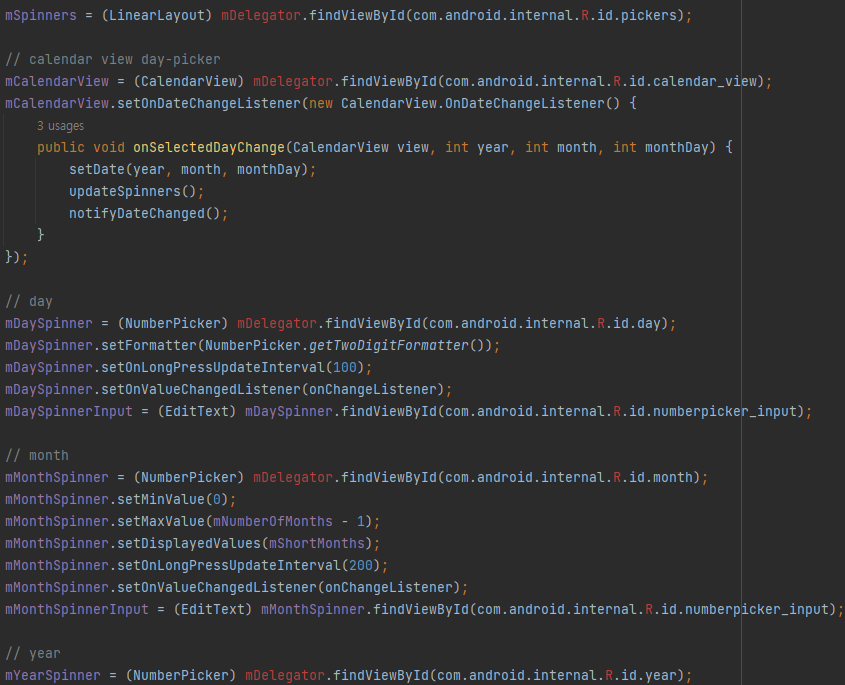 mSpinners = (LinearLayout) mDelegator.findViewById(com.android.internal.R.id.pickers);
// calendar view day-picker
mCalendarView = (CalendarView) mDelegator.findViewById(com.android.internal.R.id.calendar_view);
mCalendarView.setOnDateChangeListener(new CalendarView.OnDateChangeListener() {
3 usages
public void onSelectedDayChange(CalendarView view, int year, int month, int monthDay) {
setDate(year, month, monthDay);
updateSpinners();
notifyDateChanged();
}
});
// day
mDaySpinner = (NumberPicker) mDelegator.findViewById(com.android.internal.R.id.day);
mDaySpinner.setFormatter(NumberPicker.getTwoDigitFormatter());
mDaySpinner.setOnLongPressUpdateInterval(100);
mDaySpinner.setOnValueChangedListener(onChangeListener);
mDaySpinnerInput = (EditText) mDaySpinner.findViewById(com.android.internal.R.id.numberpicker_input);
// month
mMonthSpinner = (NumberPicker) mDelegator.findViewById(com.android.internal.R.id.month);
mMonthSpinner.setMinValue(0);
mMonthSpinner.setMaxValue(mNumberOfMonths - 1);
mMonthSpinner.setDisplayedValues(mShortMonths);
mMonthSpinner.setOnLongPressUpdateInterval(200);
mMonthSpinner.setOnValueChangedListener(onChangeListener);
mMonthSpinnerInput = (EditText) mMonthSpinner.findViewById(com.android.internal.R.id.numberpicker_input);
// year
mYearSpinner = (NumberPicker) mDelegator.findViewById(com.android.internal.R.id.year);